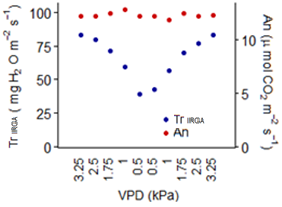 Tr IRGA ( mg H2 O m−2 s−1)
100
75
50
25
0
An ( µ mol CO2 m−2 s−1)
10
5
0
Tr IRGA
An
3.25 2.5 1.75 1 0.5 0.5 1 1.75 2.5 3.25
VPD (kPa)